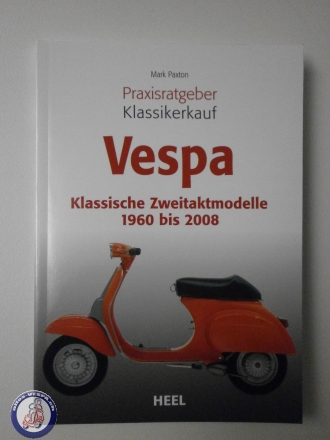 Mark Paxton
Praxisratgeber
Klassikerkauf
Vespa
Klassische Zweitaktmodelle
1960 bis 2008
HEEL